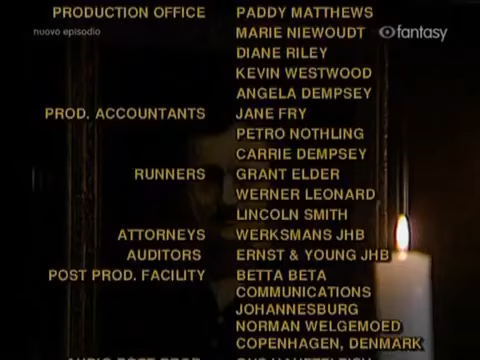 PRODUCTION OFFICE PADDY MATTHEWS
nuovo episodio MARIE NIEWOUDT fantasy
DIANE RILEY
KEVIN WESTWOOD
ANGELA DEMPSEY
PROD. ACCOUNTANTS JANE FRY
PETRO NOTHLING
CARRIE DEMPSEY
RUNNERS GRANT ELDER
WERNER LEONARD
LINCOLN SMITH
ATTORNEYS WERKSMANS JHB
AUDITORS ERNST & YOUNG JHB
POST PROD. FACILITY BETTA BETA
COMMUNICATIONS
JOHANNESBURG
NORMAN WELGEMOED
COPENHAGEN, DENMARK